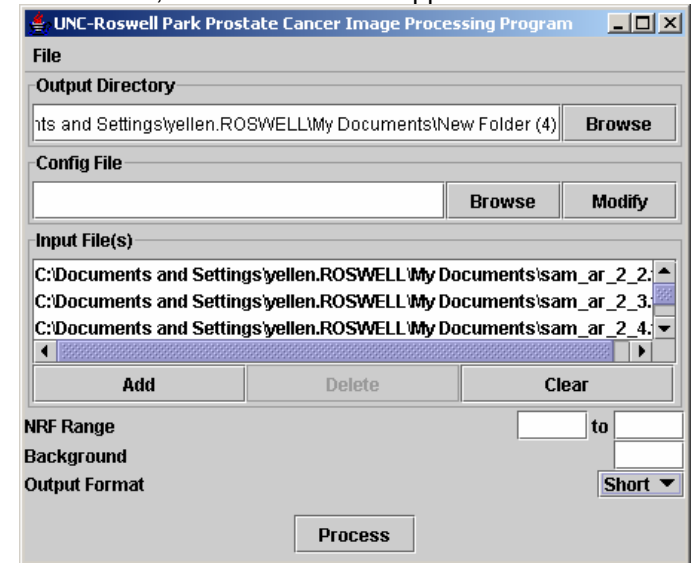 UNC-Roswell Park Prostate Cancer Image Processing Program
File
Output Directory
nts and Settings\yellen.ROSWELL\My Documents\New Folder (4) Browse
Config File
Browse Modify
Input File(s)
C:\Documents and Settings\yellen.ROSWELL\My Documents\sam_ar_2_2.
C:\Documents and Settings\yellen.ROSWELL\My Documents\sam_ar_2_3.
C:\Documents and Settings\yellen.ROSWELL\My Documents\sam_ar_2_4.
Add Delete Clear
NRF Range to
Background
Output Format Short
Process